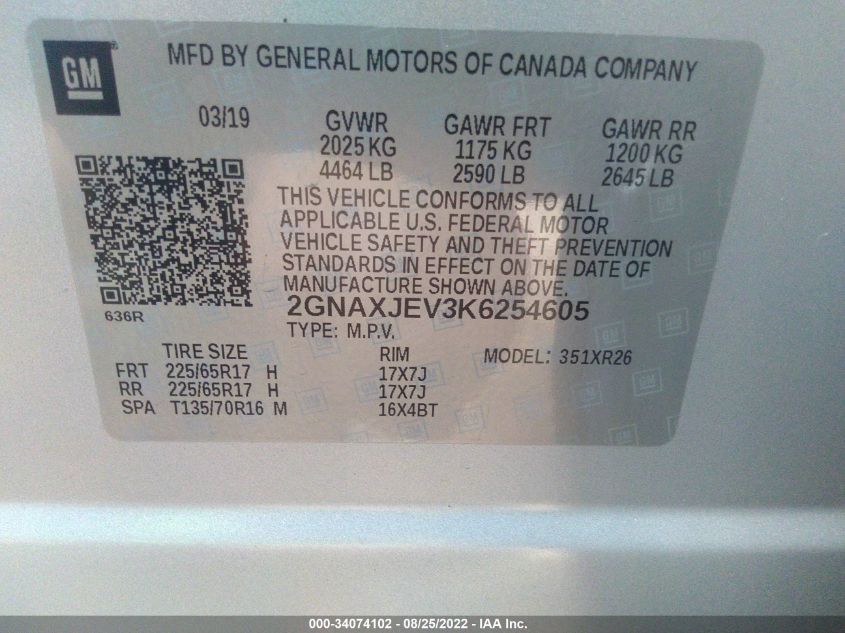 GM
MFD BY GENERAL MOTORS OF CANADA COMPANY
03/19 GVWR GAWR FRT GAWR RR
2025 KG 1175 KG 1200 KG
4464 LB 2590 LB 2645 LB
THIS VEHICLE CONFORMS TO ALL
APPLICABLE U.S. FEDERAL MOTOR
VEHICLE SAFETY AND THEFT PREVENTION
STANDARDS IN EFFECT ON THE DATE OF
MANUFACTURE SHOWN ABOVE.
636R 2GNAXJEV3K6254605
TYPE: M.P.V.
TIRE SIZE RIM MODEL: 351XR26
FRT 225/65R17 H 17X7J
RR 225/65R17 H 17X7J
SPA T135/70R16 M 16X4BT
000-34074102 - 08/25/2022 - IAA Inc.